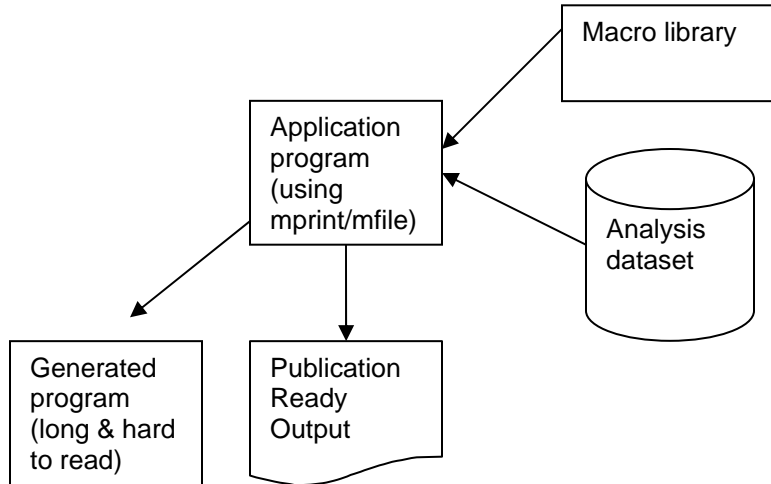 Macro library
Application
program
(using
mprint/mfile)
Analysis
dataset
Generated
program
(long & hard
to read)
Publication
Ready
Output